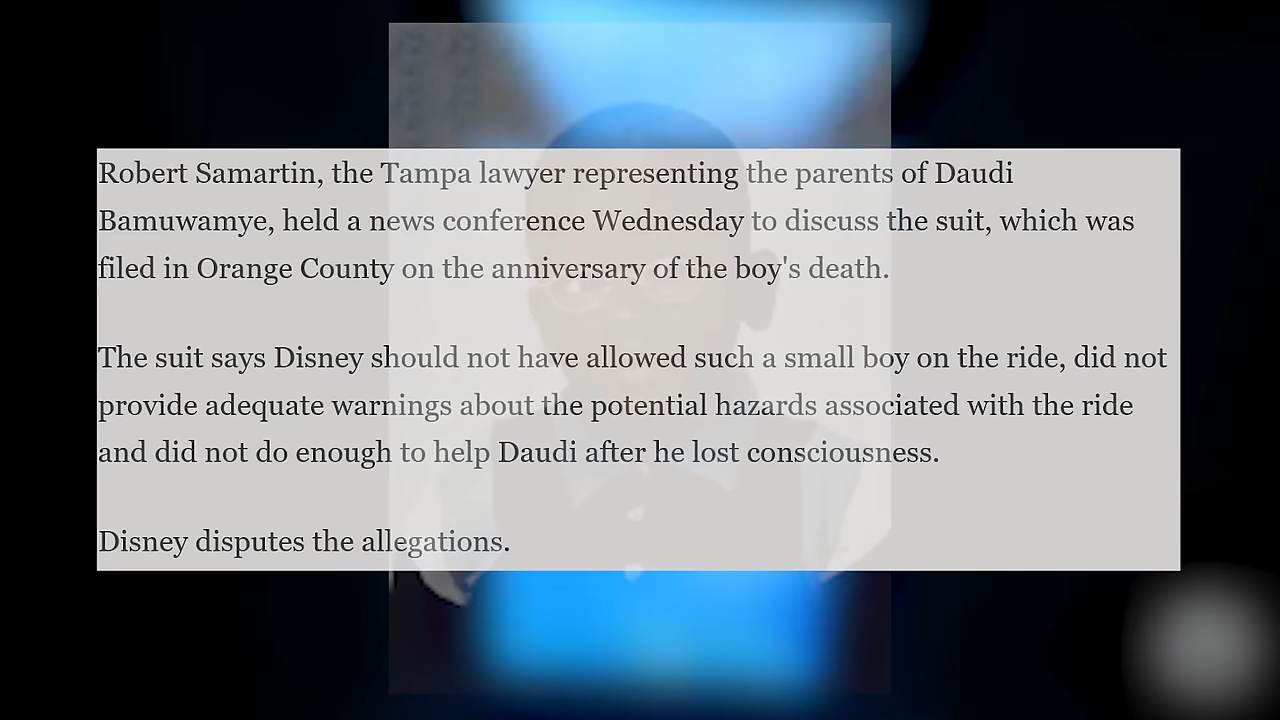 Robert Samartin, the Tampa lawyer representing the parents of Daudi
Bamuwamye, held a news conference Wednesday to discuss the suit, which was
filed in Orange County on the anniversary of the boy's death.
The suit says Disney should not have allowed such a small boy on the ride, did not
provide adequate warnings about the potential hazards associated with the ride
and did not do enough to help Daudi after he lost consciousness.
Disney disputes the allegations.